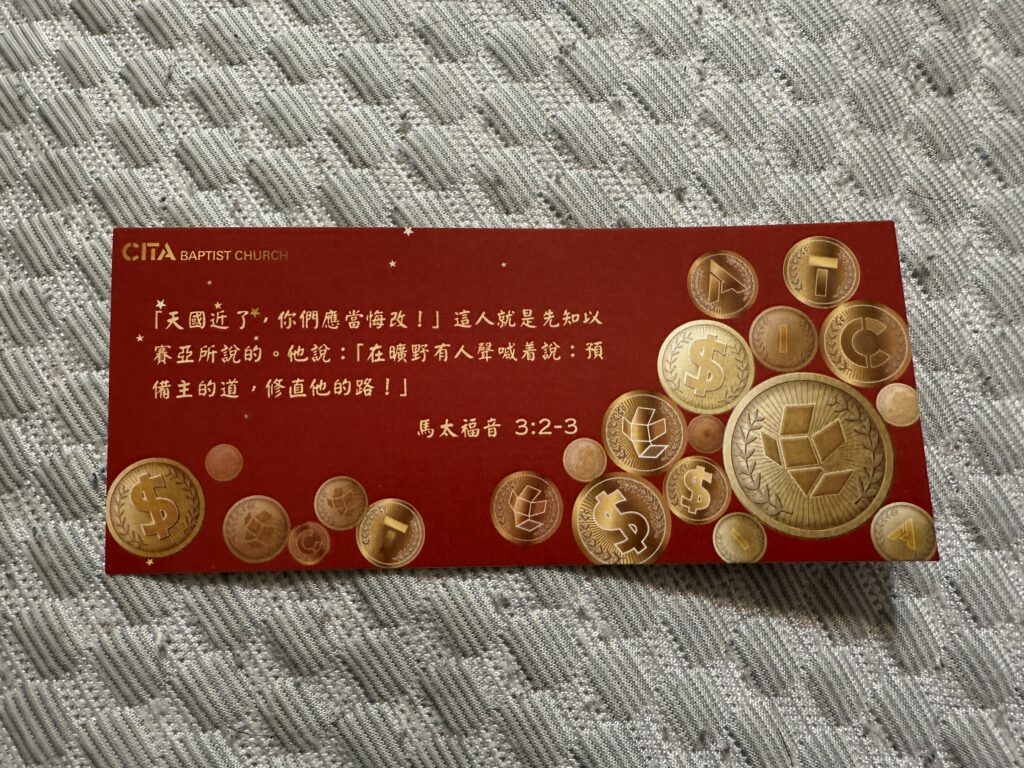 CITA BAPTIST CHURCH
「天國近了，你們應當悔改！」這人就是先知以
賽亞所說的。他說：「在曠野有人聲喊着說：預
備主的道，修直他的路！」
馬太福音 3:2-3
A
T
$
I
C
$
$
$
T
C
I
A